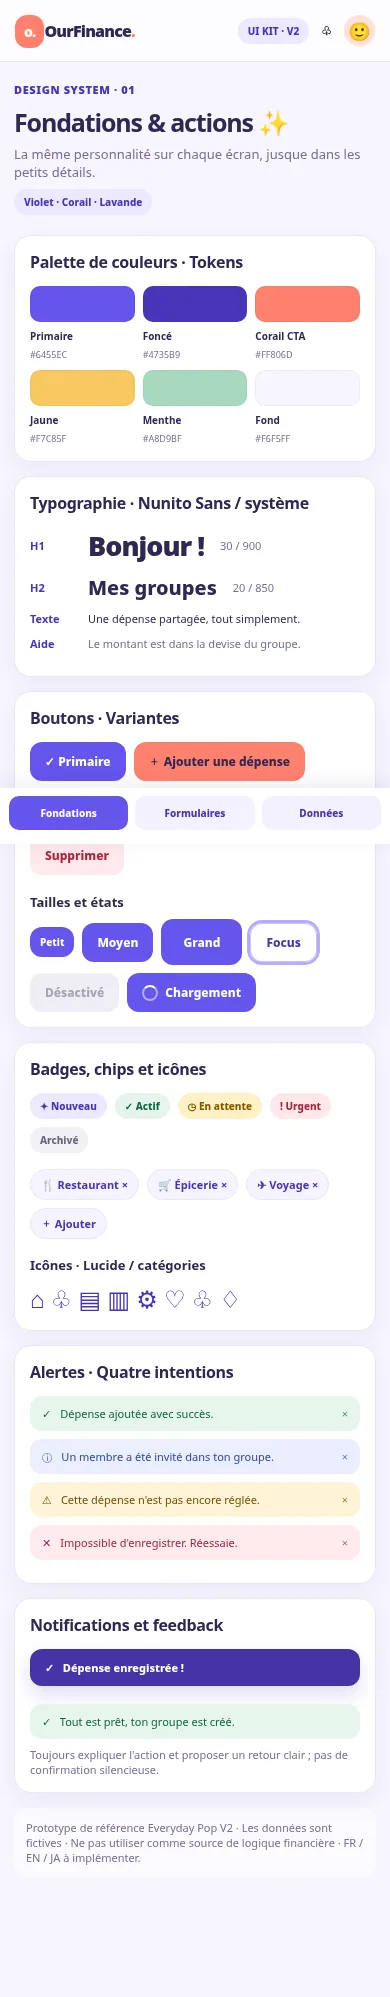 o. OurFinance. UI KIT · V2
DESIGN SYSTEM · 01
Fondations & actions ✨
La même personnalité sur chaque écran, jusque dans les
petits détails.
Violet · Corail · Lavande
Palette de couleurs · Tokens
Primaire Foncé Corail CTA
#6455EC #4735B9 #FF806D
Jaune Menthe Fond
#F7C85F #A8D9BF #F6F5FF
Typographie · Nunito Sans / système
H1 Bonjour ! 30 / 900
H2 Mes groupes 20 / 850
Texte Une dépense partagée, tout simplement.
Aide Le montant est dans la devise du groupe.
Boutons · Variantes
✓ Primaire + Ajouter une dépense
Fondations Formulaires Données
Supprimer
Tailles et états
Petit Moyen Grand Focus
Désactivé Chargement
Badges, chips et icônes
✦ Nouveau ✓ Actif ◷ En attente ! Urgent
Archivé
🍴 Restaurant × 🛒 Épicerie × ✈ Voyage ×
+ Ajouter
Icônes · Lucide / catégories
⌂ ♧ ▤ ▥ ⚙ ♡ ♧ ♢
Alertes · Quatre intentions
✓ Dépense ajoutée avec succès. ×
ⓘ Un membre a été invité dans ton groupe. ×
⚠ Cette dépense n'est pas encore réglée. ×
✕ Impossible d'enregistrer. Réessaie. ×
Notifications et feedback
✓ Dépense enregistrée !
✓ Tout est prêt, ton groupe est créé.
Toujours expliquer l'action et proposer un retour clair ; pas de
confirmation silencieuse.
Prototype de référence Everyday Pop V2 · Les données sont
fictives · Ne pas utiliser comme source de logique financière · FR /
EN / JA à implémenter.